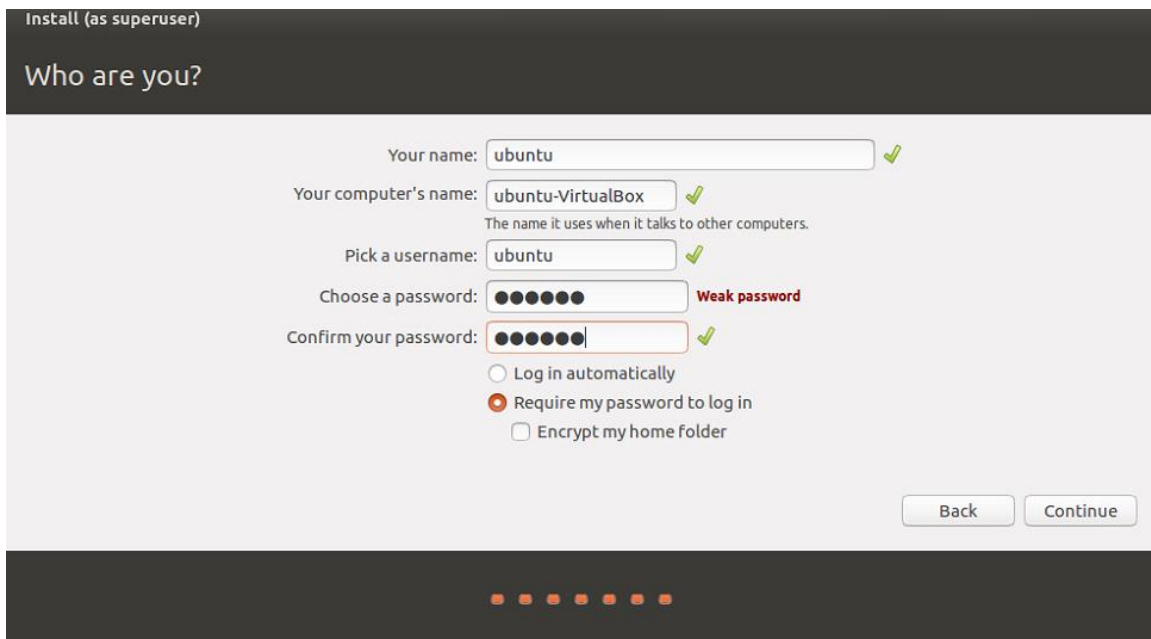 Install (as superuser)
Who are you?
Your name: ubuntu
Your computer's name: ubuntu-VirtualBox
The name it uses when it talks to other computers.
Pick a username: ubuntu
Choose a password: ●●●●●● Weak password
Confirm your password: ●●●●●●
Log in automatically
Require my password to log in
Encrypt my home folder
Back Continue